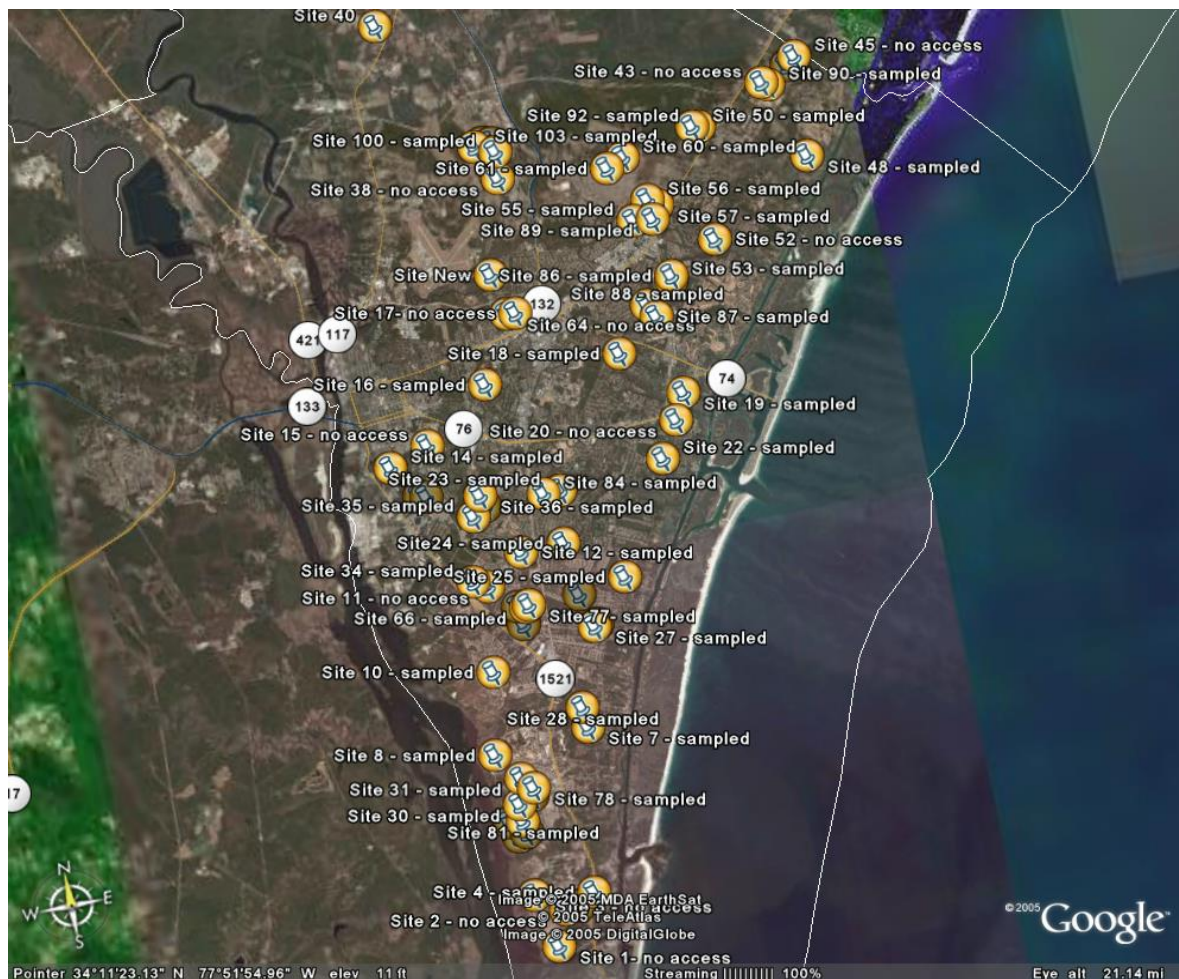 Site 40
Site 45 - no access
Site 43 - no access
Site 90 - sampled
Site 92 - sampled
Site 50 - sampled
Site 100 - sampled
Site 103 - sampled
Site 60 - sampled
Site 61 - sampled
Site 48 - sampled
Site 38 - no access
Site 56 - sampled
Site 55 - sampled
Site 57 - sampled
Site 89 - sampled
Site 52 - no access
Site New
Site 86 - sampled
Site 53 - sampled
Site 88 - sampled
132
Site 17- no access
Site 87 - sampled
Site 64 - no access
421
117
Site 18 - sampled
74
Site 16 - sampled
133
Site 19 - sampled
76
Site 15 - no access
Site 20 - no access
Site 22 - sampled
Site 14 - sampled
Site 23 - sampled
Site 84 - sampled
Site 35 - sampled
Site 36 - sampled
Site24 - sampled
Site 12 - sampled
Site 34 - sampled
Site 25 - sampled
Site 11 - no access
Site 66 - sampled
Site 77- sampled
Site 27 - sampled
Site 10 - sampled
1521
Site 28 - sampled
Site 7 - sampled
Site 8 - sampled
17
Site 31 - sampled
Site 78 - sampled
Site 30 - sampled
Site 81 - sampled
N
W
E
S
Site 4 - sampled
Image © 2005 MDA EarthSat
no access
Site 2 - no access
© 2005 TeleAtlas
Image © 2005 DigitalGlobe
Site 1- no access
©2005 Google™
Pointer 34°11'23.13" N 77°51'54.96" W elev 11 ft
Streaming |||||||||| 100%
Eye alt 21.14 mi